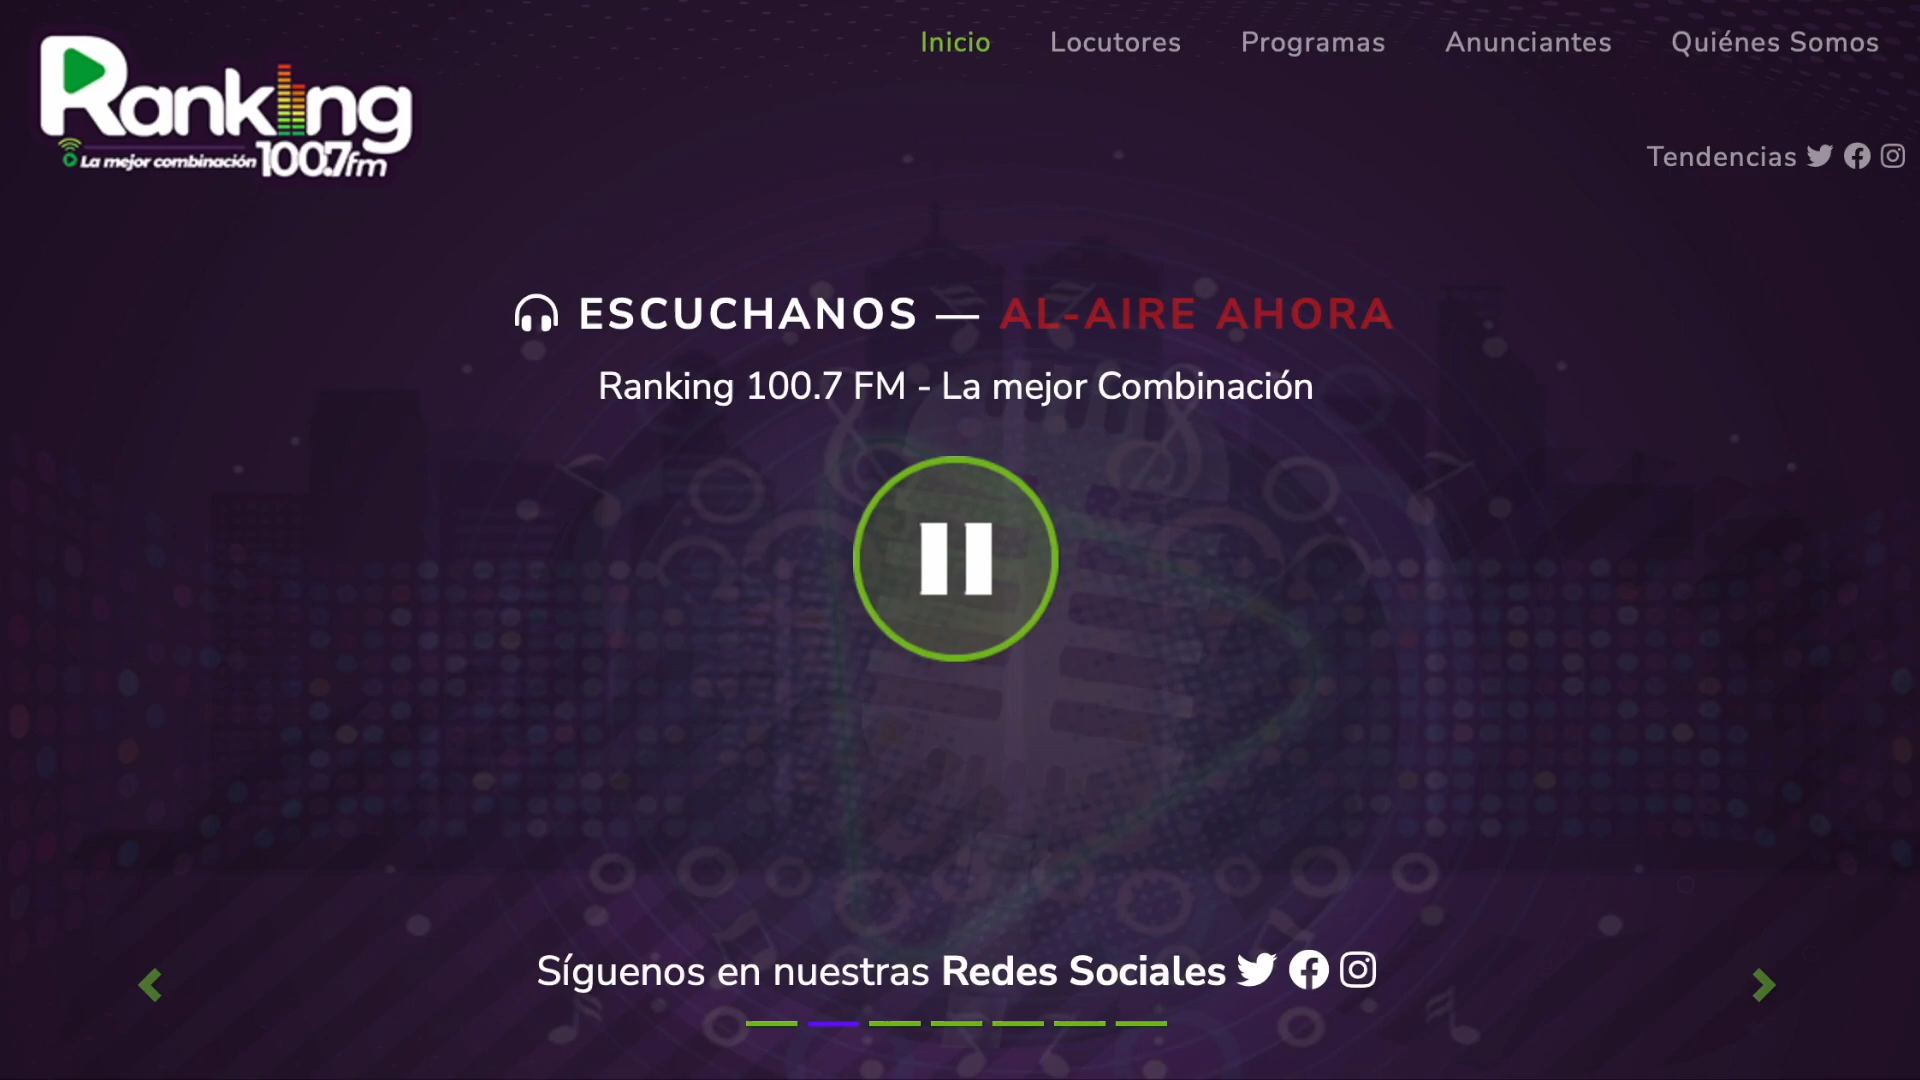 Ranking
La mejor combinación 100.7fm
Inicio Locutores Programas Anunciantes Quiénes Somos
Tendencias
ESCUCHANOS — AL-AIRE AHORA
Ranking 100.7 FM - La mejor Combinación
Síguenos en nuestras Redes Sociales